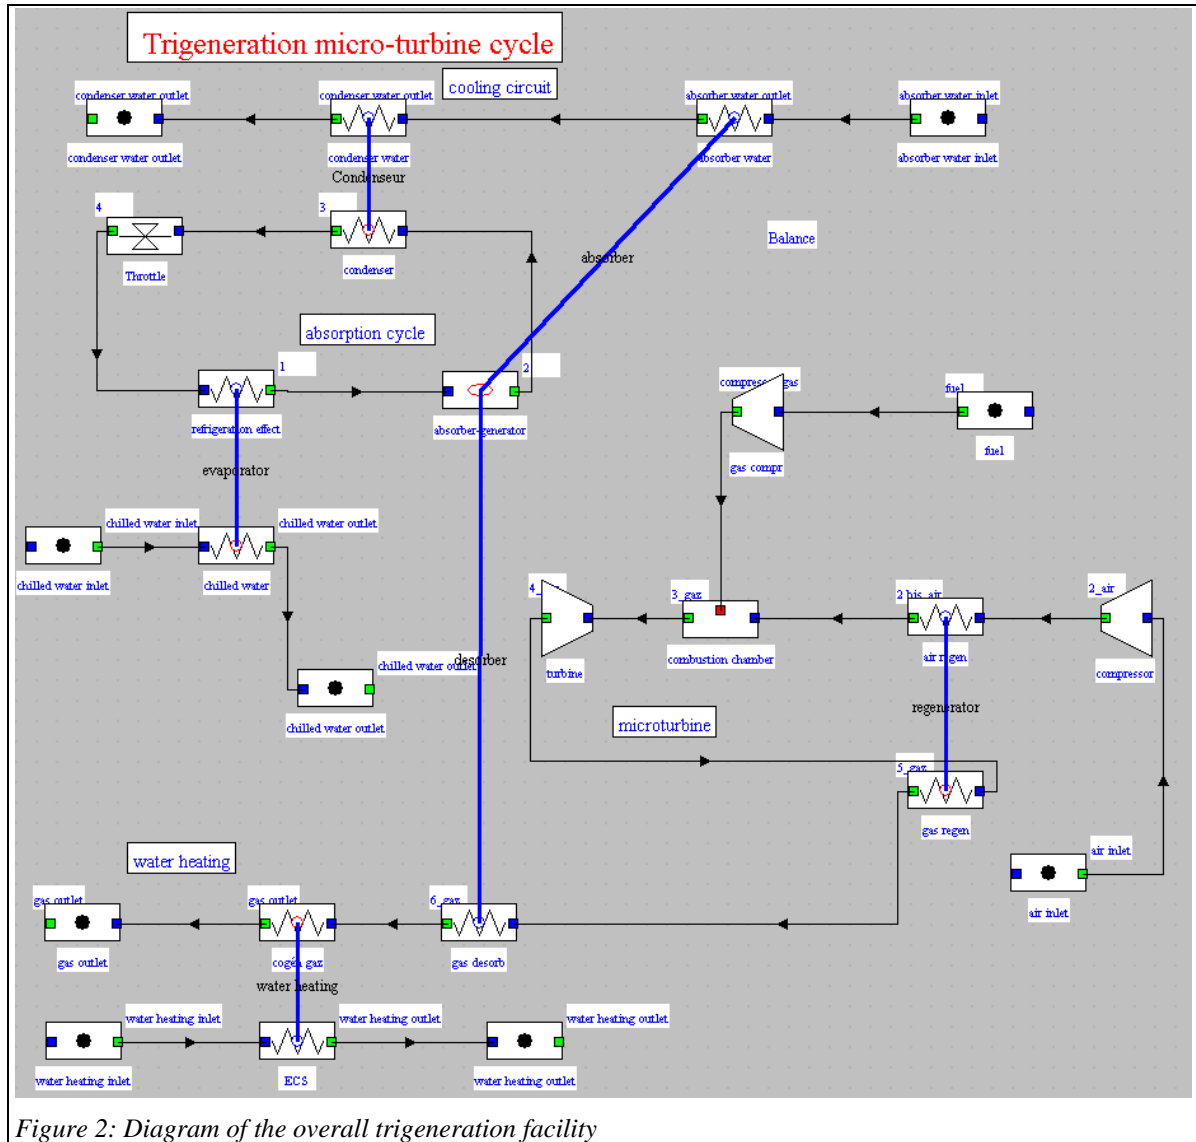 Trigeneration micro-turbine cycle
cooling circuit
condenser water outlet
condenser water outlet
absorber water outlet
absorber water inlet
condenser water outlet
condenser water
absorber water
absorber water inlet
Condenseur
4
3
Balance
absorber
Throttle
condenser
absorption cycle
1
2
compressor gas
fuel
refrigeration effect
absorber-generator
gas compr
fuel
evaporator
chilled water inlet
chilled water outlet
chilled water inlet
chilled water
4_
3_gaz
2 bis_air
2_air
desorber
chilled water outlet
turbine
combustion chamber
air regen
compressor
chilled water outlet
microturbine
regenerator
5_gaz
gas regen
water heating
air inlet
gas outlet
gas outlet
6_gaz
air inlet
gas outlet
cogén gaz
gas desorb
water heating
water heating inlet
water heating outlet
water heating outlet
water heating inlet
ECS
water heating outlet
Figure 2: Diagram of the overall trigeneration facility